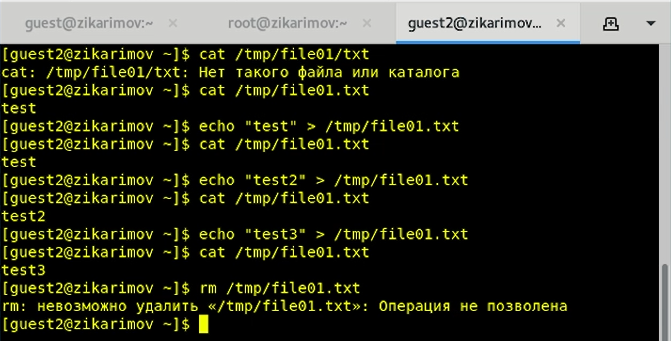 guest@zikarimov:~ × root@zikarimov:~ × guest2@zikarimov:... ×
[guest2@zikarimov ~]$ cat /tmp/file01/txt
cat: /tmp/file01/txt: Нет такого файла или каталога
[guest2@zikarimov ~]$ cat /tmp/file01.txt
test
[guest2@zikarimov ~]$ echo "test" > /tmp/file01.txt
[guest2@zikarimov ~]$ cat /tmp/file01.txt
test
[guest2@zikarimov ~]$ echo "test2" > /tmp/file01.txt
[guest2@zikarimov ~]$ cat /tmp/file01.txt
test2
[guest2@zikarimov ~]$ echo "test3" > /tmp/file01.txt
[guest2@zikarimov ~]$ cat /tmp/file01.txt
test3
[guest2@zikarimov ~]$ rm /tmp/file01.txt
rm: невозможно удалить «/tmp/file01.txt»: Операция не позволена
[guest2@zikarimov ~]$